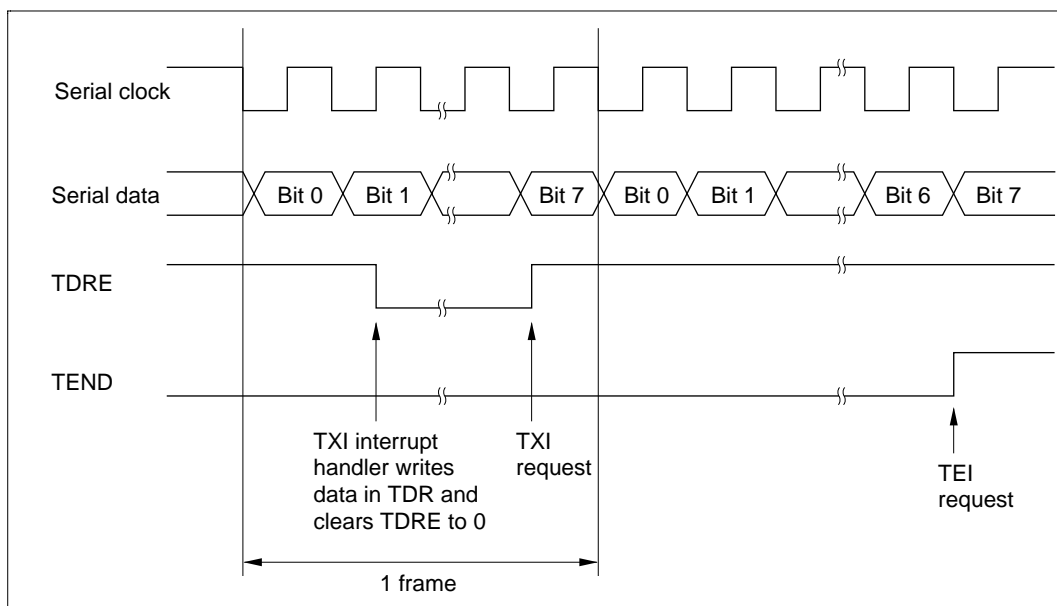 Serial clock
Serial data
Bit 0 Bit 1 Bit 7 Bit 0 Bit 1 Bit 6 Bit 7
TDRE
TEND
TXI interrupt
handler writes
data in TDR and
clears TDRE to 0
TXI
request
TEI
request
1 frame